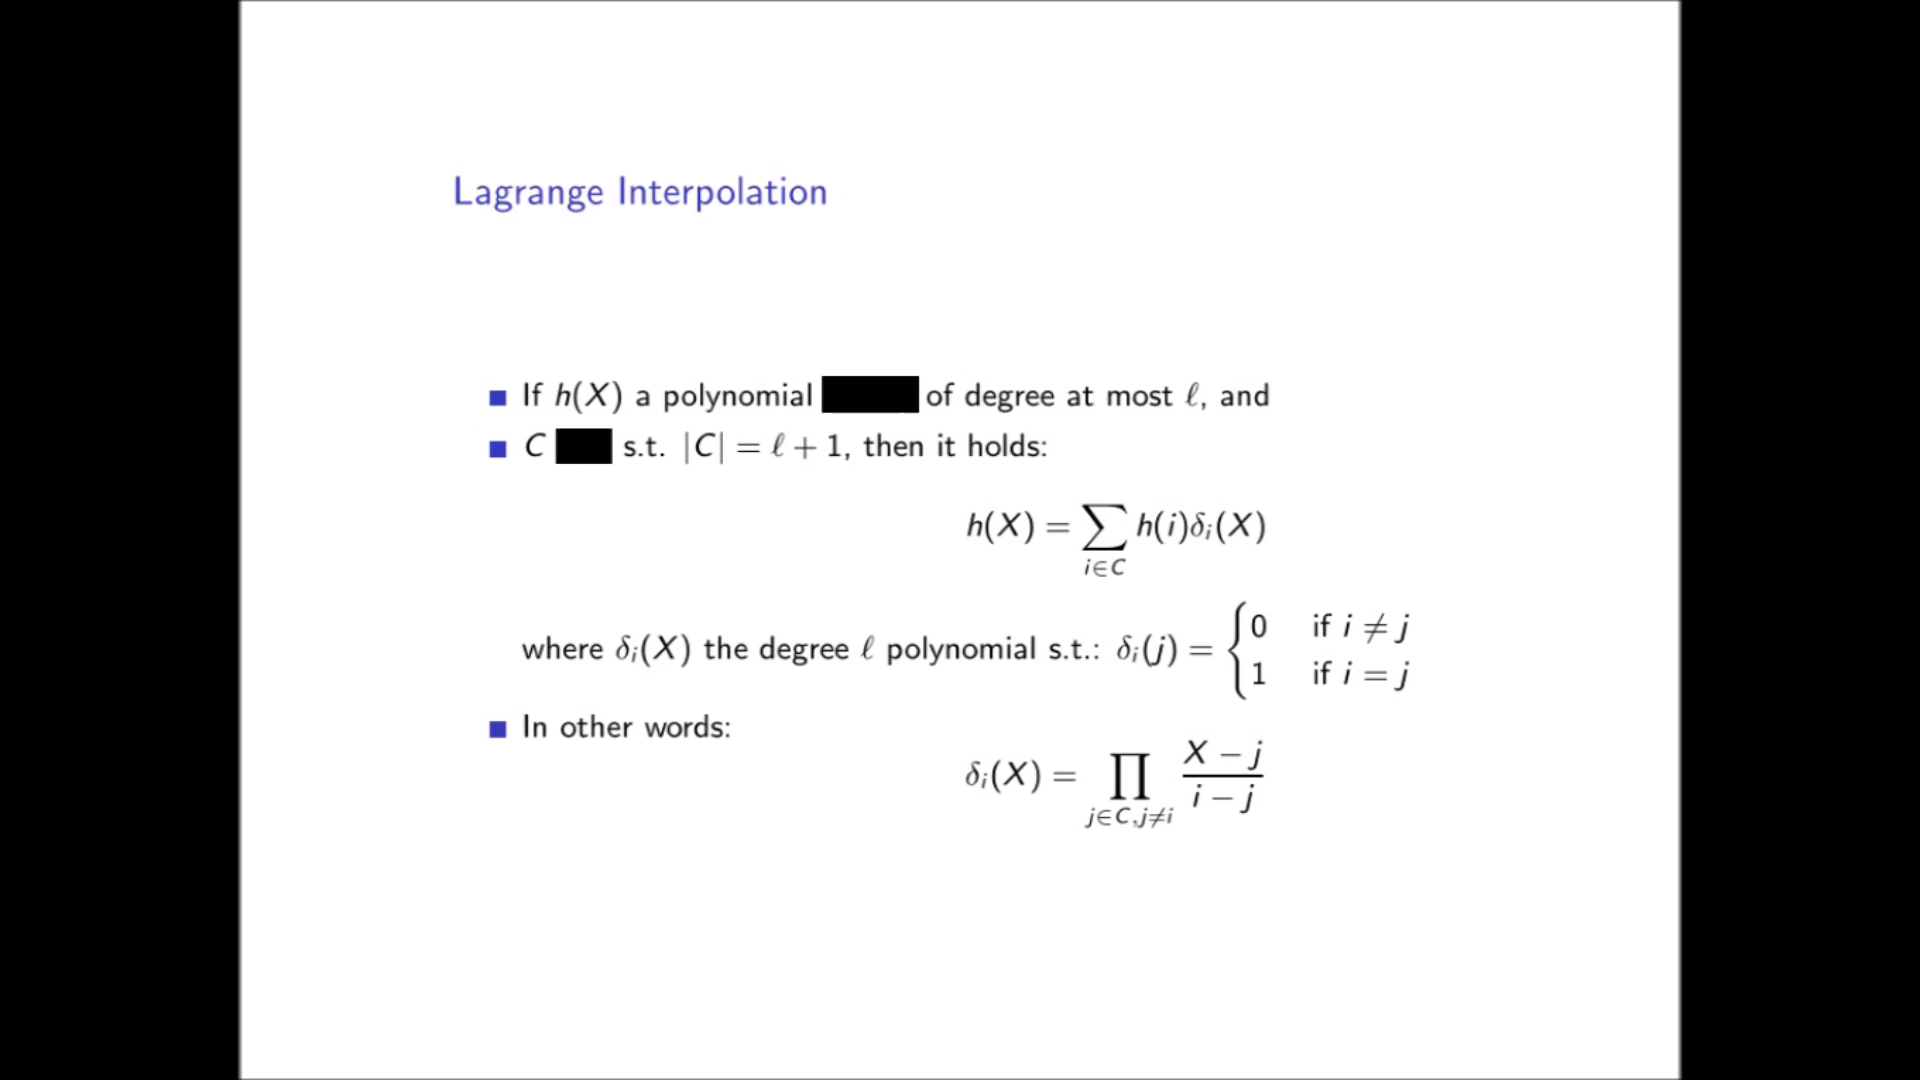 Lagrange Interpolation
If h(X) a polynomial of degree at most ℓ, and
C s.t. |C| = ℓ + 1, then it holds:
h(X) = ∑_{i∈C} h(i)δ_i(X)
where δ_i(X) the degree ℓ polynomial s.t.: δ_i(j) = { 0 if i ≠ j
1 if i = j
In other words:
δ_i(X) = ∏_{j∈C,j≠i} (X − j)/(i − j)